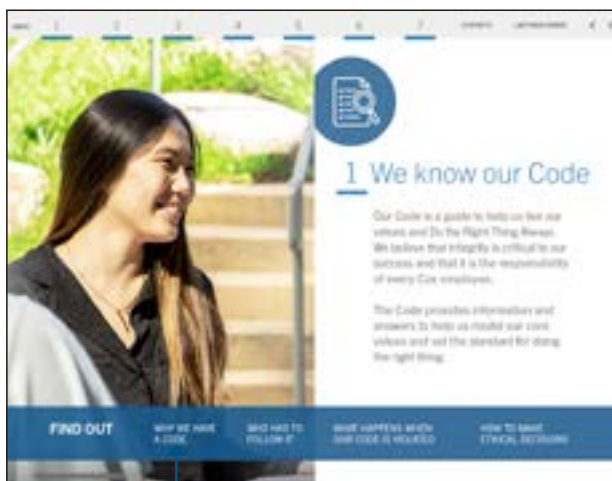 1 2 3 4 5 6 7
1 We know our Code
Our Code is a guide to help us live our
values and Do the Right Thing Always.
We believe that integrity is critical to our
success and that it is the responsibility
of every Cox employee.
The Code provides information and
answers to help us model our core
values and set the standard for doing
the right thing.
FIND OUT
WHY WE HAVE
A CODE
WHO HAS TO
FOLLOW IT
WHAT HAPPENS WHEN
OUR CODE IS VIOLATED
HOW TO MAKE
ETHICAL DECISIONS